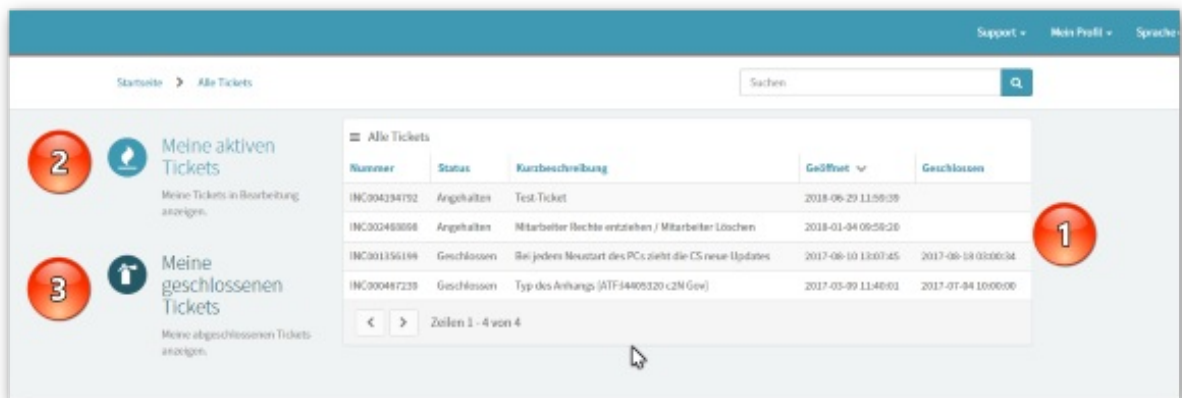 Support
Mein Profil
Sprache
Startseite > Alle Tickets
Suchen
2
Meine aktiven
Tickets
Meine Tickets in Bearbeitung
anzeigen.
3
Meine
geschlossenen
Tickets
Meine abgeschlossenen Tickets
anzeigen.
Alle Tickets
Nummer Status Kurzbeschreibung Geöffnet Geschlossen
Angehalten Test-Ticket 2018-06-29 11:59:39
Angehalten Mitarbeiter Rechte entziehen / Mitarbeiter Löschen 2018-01-04 09:59:20
INC001356199 Geschlossen Bei jedem Neustart des PCs zieht die CS neue Updates 2017-08-10 13:07:45 2017-08-18 03:00:34
Geschlossen Typ des Anhangs 2017-03-09 11:40:01 2017-07-04 10:00:00
Zeilen 1 - 4 von 4
1